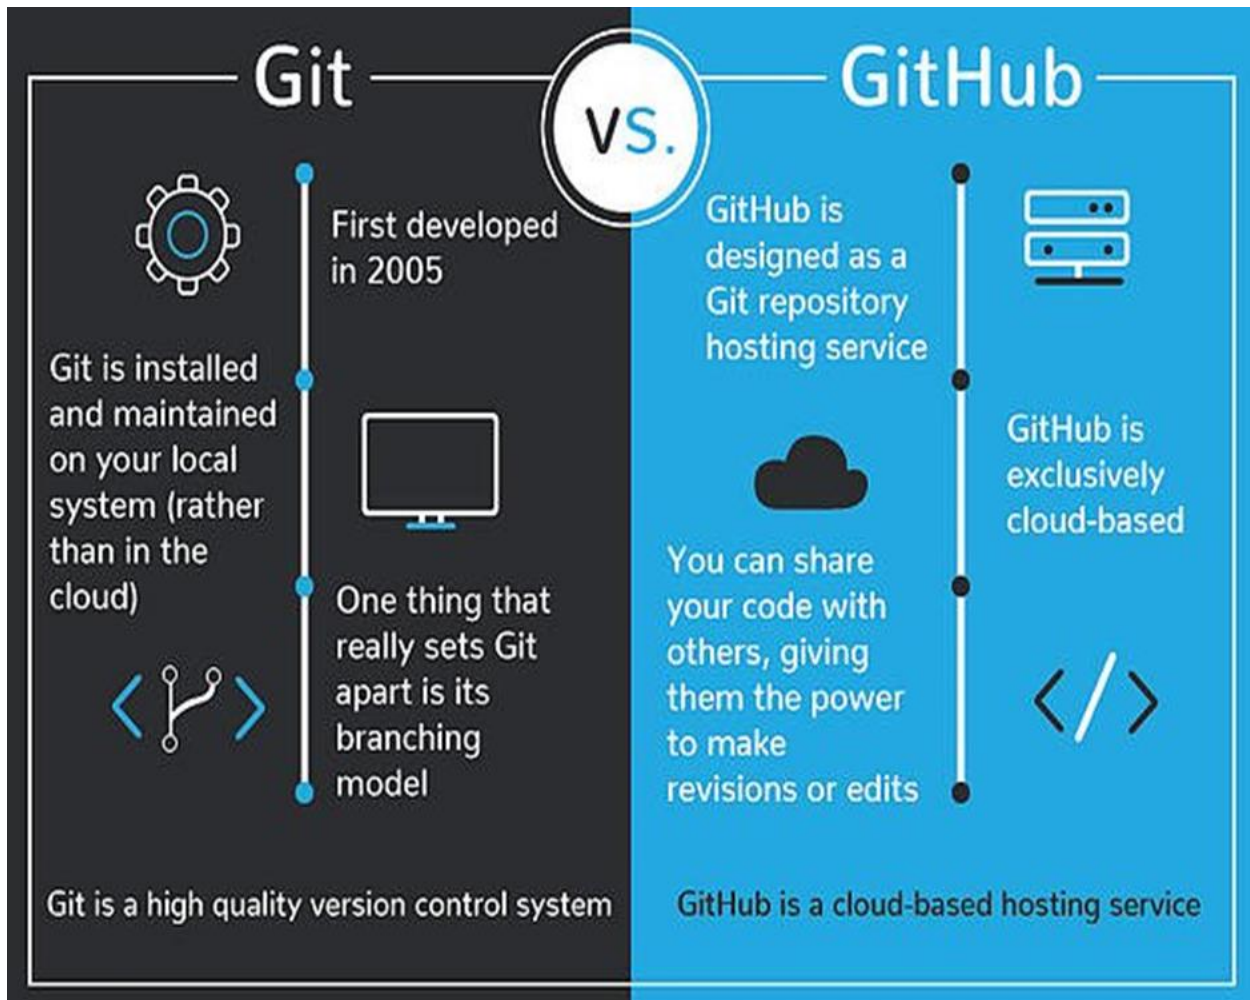 Git
VS.
GitHub
First developed
in 2005
Git is installed
and maintained
on your local
system (rather
than in the
cloud)
One thing that
really sets Git
apart is its
branching
model
Git is a high quality version control system
GitHub is
designed as a
Git repository
hosting service
GitHub is
exclusively
cloud-based
You can share
your code with
others, giving
them the power
to make
revisions or edits
GitHub is a cloud-based hosting service